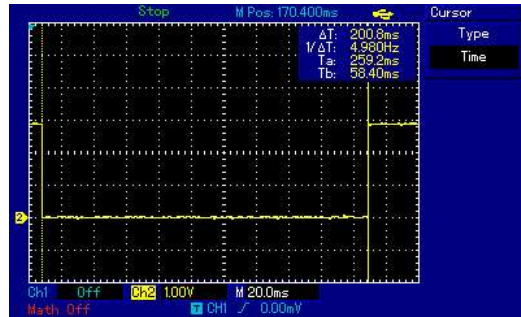 Stop M Pos: 170.400ms Cursor
Type
Time
ΔT: 200.8ms
1/ΔT: 4.980Hz
Ta: 259.2ms
Tb: 58.40ms
2
Ch1 Off Ch2 1.00V M 20.0ms
Math Off T CH1 / 0.00mV